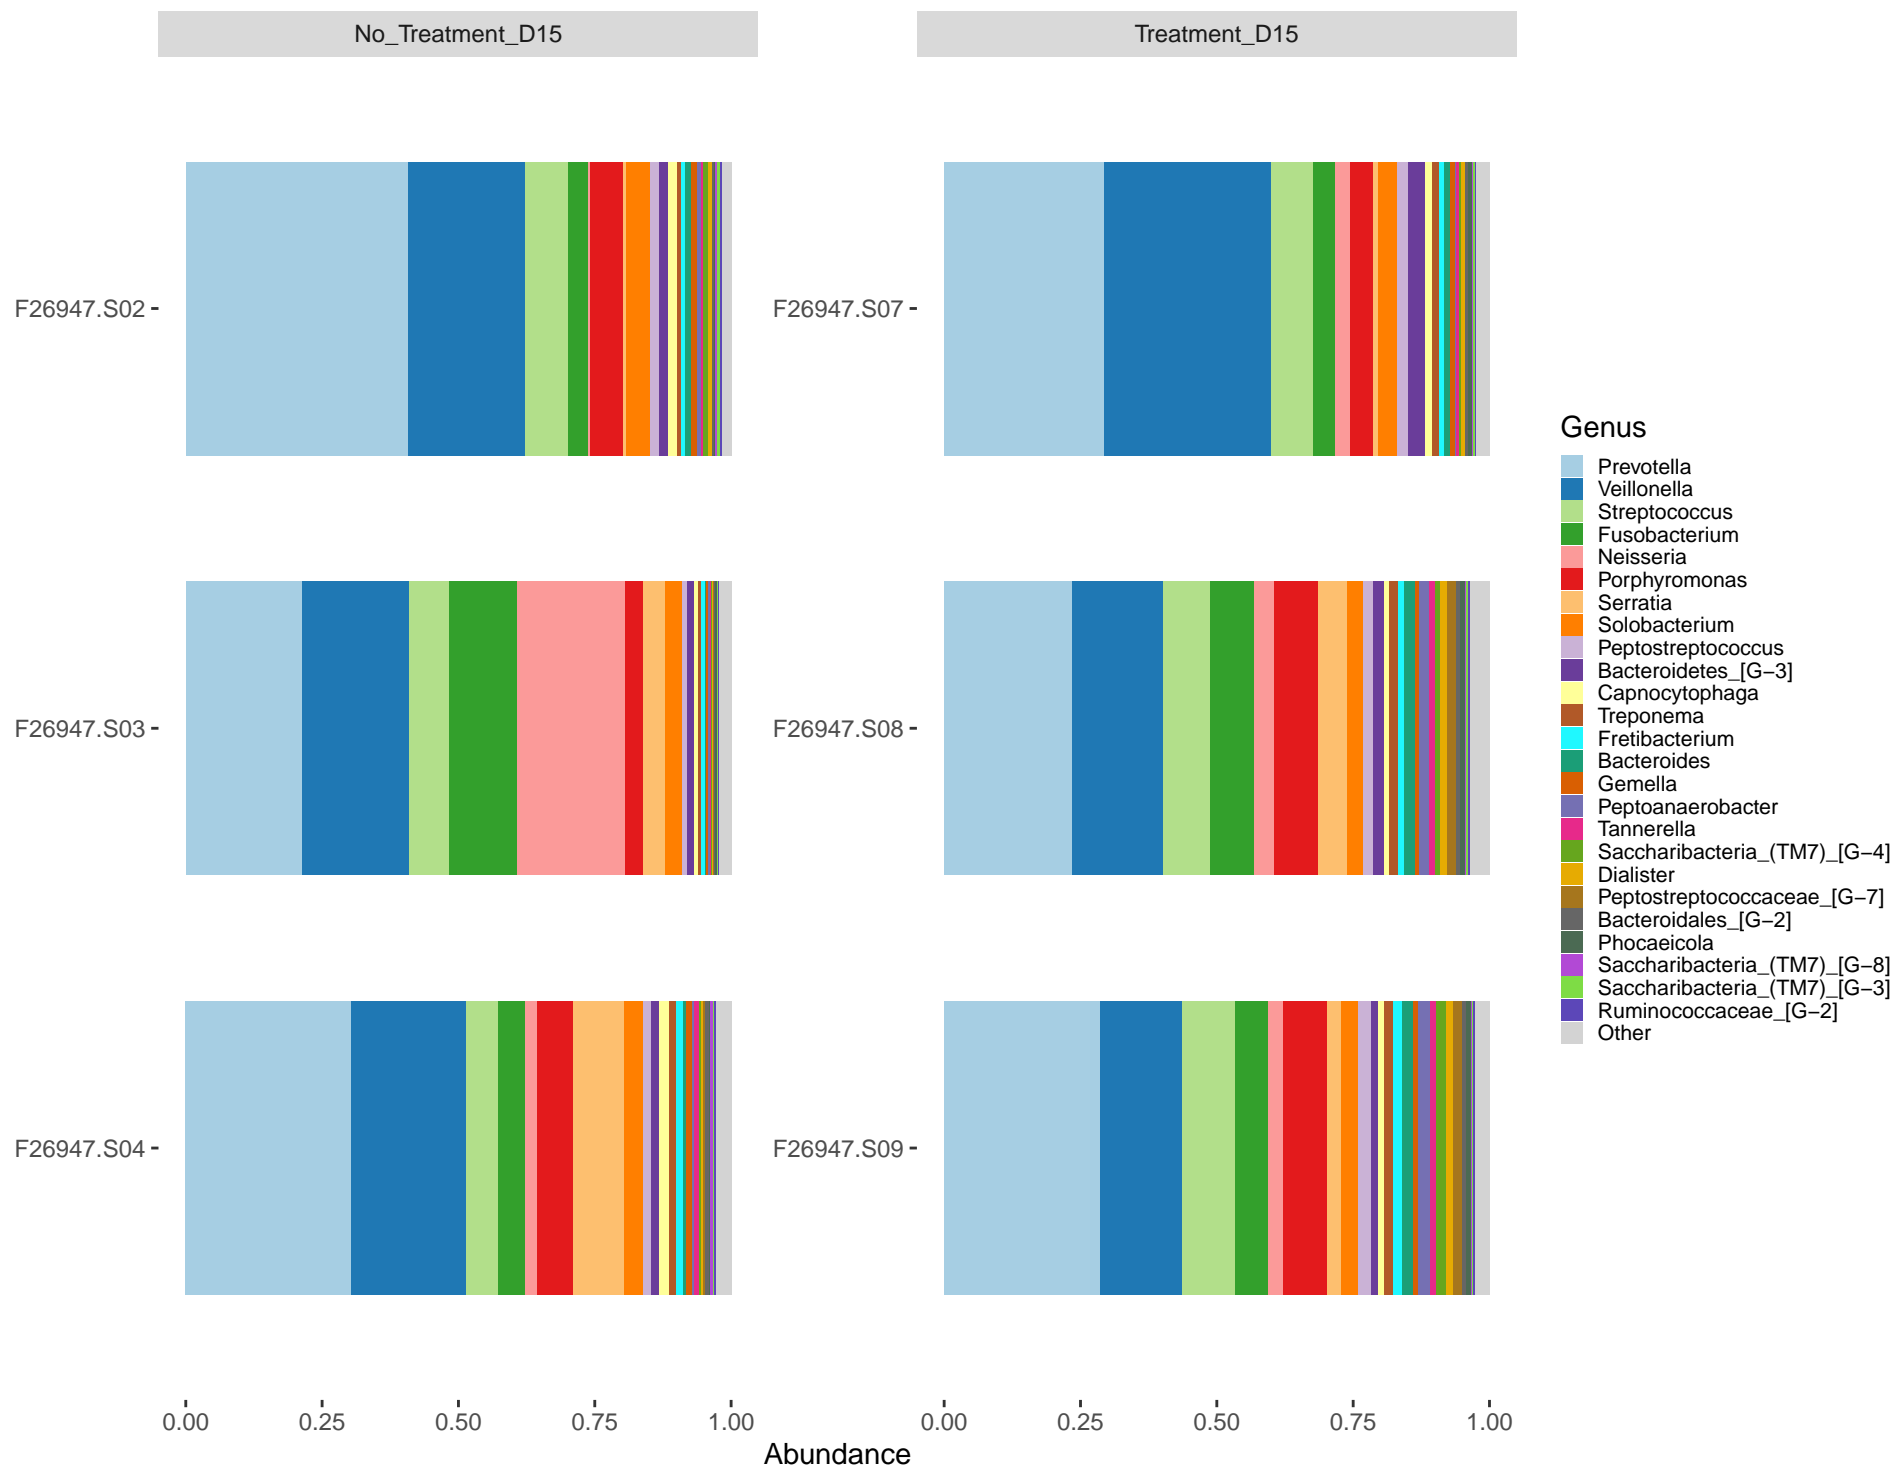 No_Treatment_D15
Treatment_D15
F26947.S02
F26947.S07
F26947.S03
F26947.S08
F26947.S04
F26947.S09
0.00 0.25 0.50 0.75 1.00
0.00 0.25 0.50 0.75 1.00
Abundance
Genus
Prevotella
Veillonella
Streptococcus
Fusobacterium
Neisseria
Porphyromonas
Serratia
Solobacterium
Peptostreptococcus
Bacteroidetes_[G−3]
Capnocytophaga
Treponema
Fretibacterium
Bacteroides
Gemella
Peptoanaerobacter
Tannerella
Saccharibacteria_(TM7)_[G−4]
Dialister
Peptostreptococcaceae_[G−7]
Bacteroidales_[G−2]
Phocaeicola
Saccharibacteria_(TM7)_[G−8]
Saccharibacteria_(TM7)_[G−3]
Ruminococcaceae_[G−2]
Other